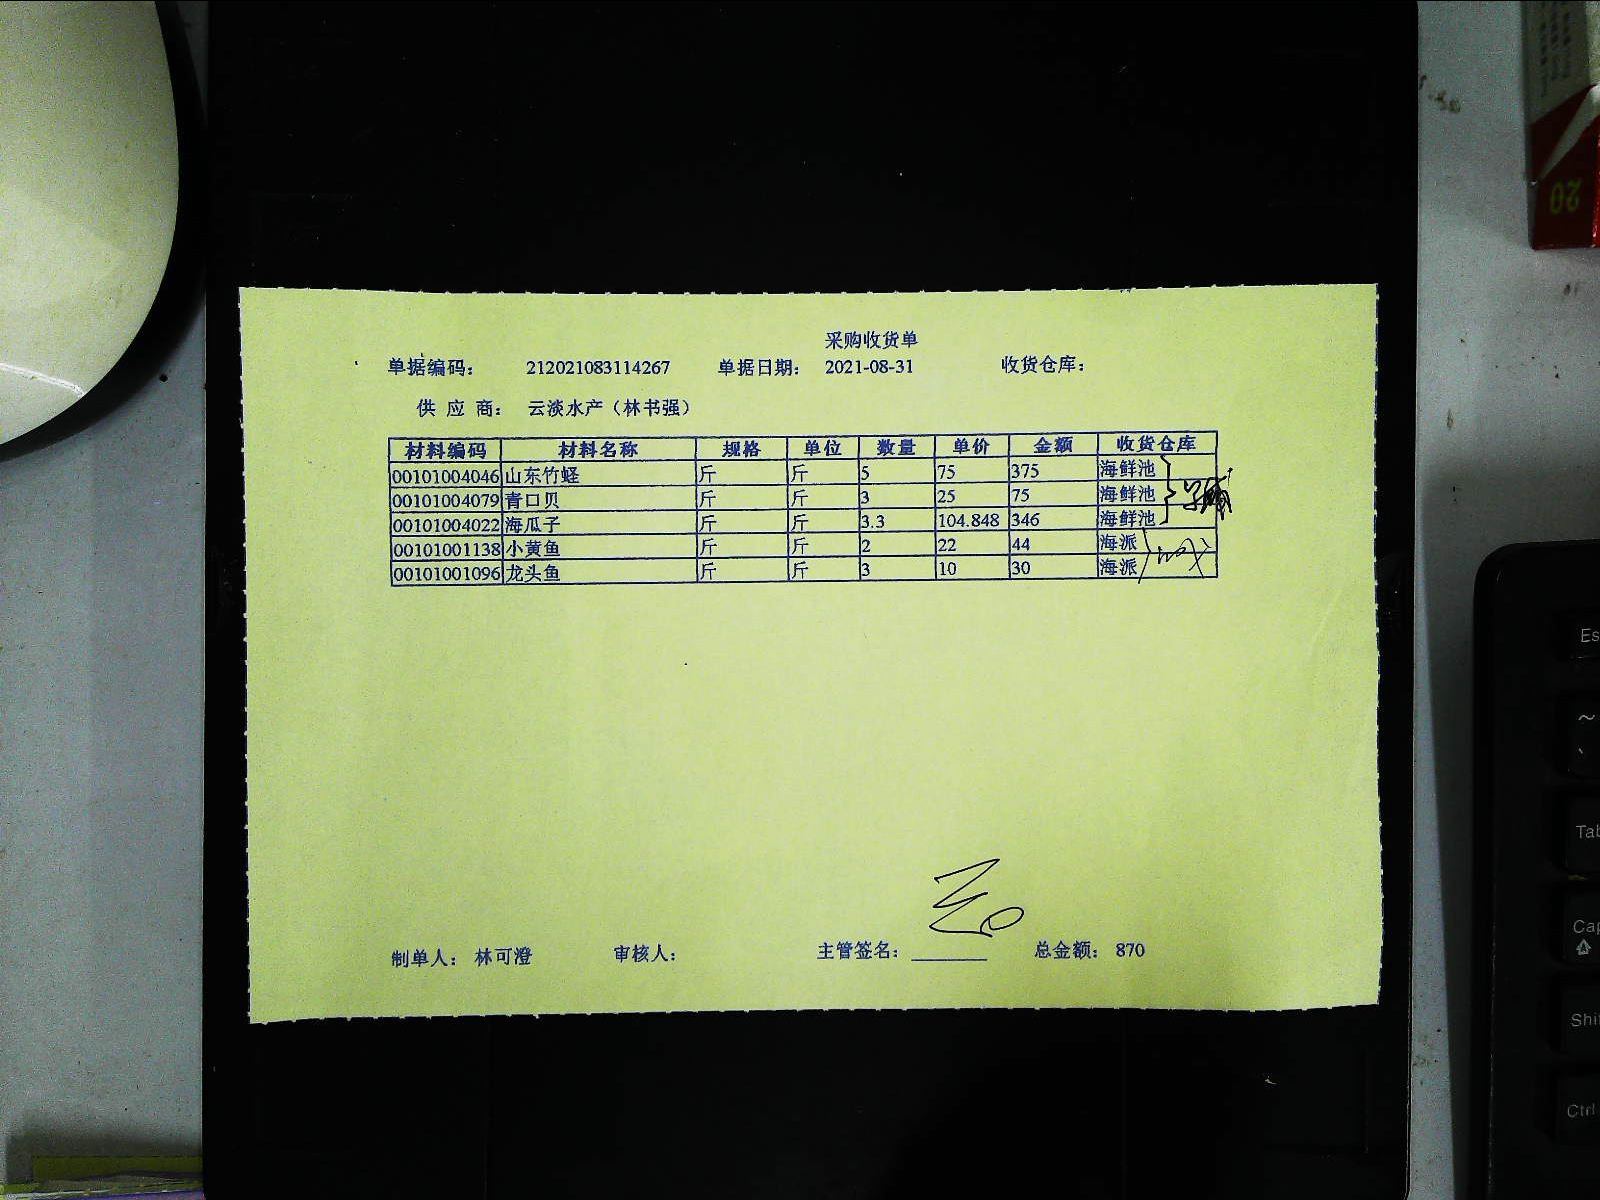 采购收货单
单据编码： 212021083114267 单据日期： 2021-08-31 收货仓库：
供 应 商： 云淡水产（林书强）
材料编码 材料名称 规格 单位 数量 单价 金额 收货仓库
00101004046 山东竹蛏 斤 斤 5 75 375 海鲜池
00101004079 青口贝 斤 斤 3 25 75 海鲜池
00101004022 海瓜子 斤 斤 3.3 104.848 346 海鲜池
00101001138 小黄鱼 斤 斤 2 22 44 海派
00101001096 龙头鱼 斤 斤 3 10 30 海派
制单人： 林可澄 审核人： 主管签名： 总金额： 870
20
Es
~
Tab
Cap
Shi
Ctrl